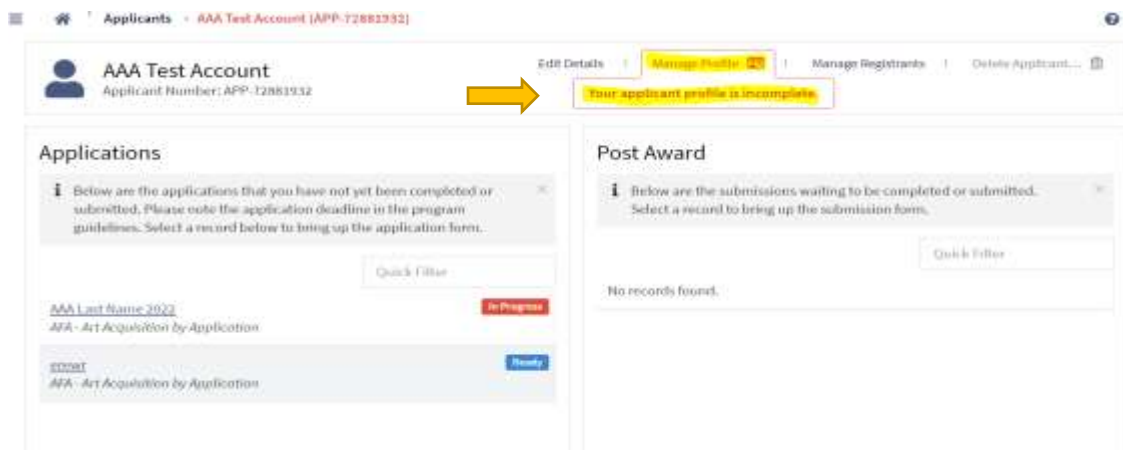 Applicants AAA Test Account (APP-72881932)
AAA Test Account
Applicant Number: APP-72881932
Edit Details Manage Profile Manage Registrants Delete Applicant...
Your applicant profile is incomplete.
Applications
Below are the applications that you have not yet been completed or
submitted. Please note the application deadline in the program
guidelines. Select a record below to bring up the application form.
Quick Filter
AAA Last Name 2022 In Progress
AFA - Art Acquisition by Application
Ready
AFA - Art Acquisition by Application
Post Award
Below are the submissions waiting to be completed or submitted.
Select a record to bring up the submission form.
Quick Filter
No records found.